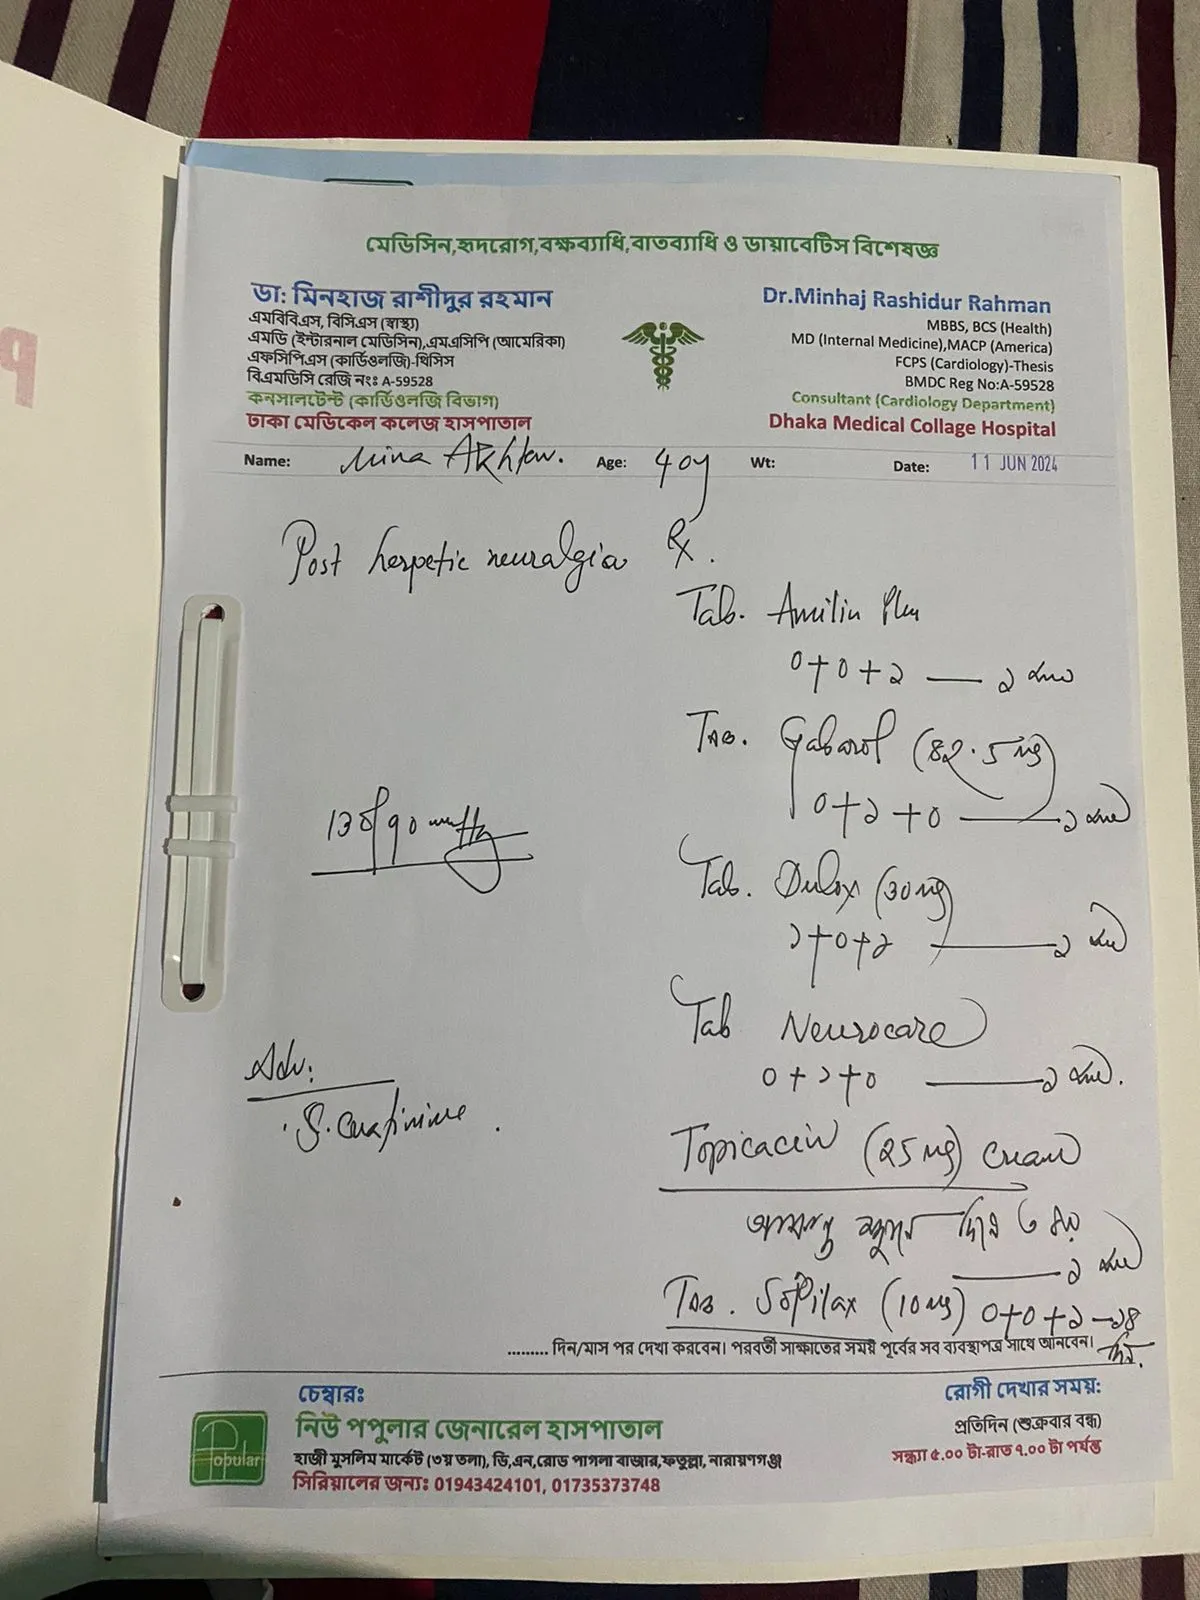 মেডিসিন,হৃদরোগ,বক্ষব্যাধি,বাতব্যাধি ও ডায়াবেটিস বিশেষজ্ঞ
ডা: মিনহাজ রাশীদুর রহমান
এমবিবিএস, বিসিএস (স্বাস্থ্য)
এমডি (ইন্টারনাল মেডিসিন),এমএসিপি (আমেরিকা)
এফসিপিএস (কার্ডিওলজি)-থিসিস
বিএমডিসি রেজি নংঃ A-59528
কনসালটেন্ট (কার্ডিওলজি বিভাগ)
ঢাকা মেডিকেল কলেজ হাসপাতাল
Dr.Minhaj Rashidur Rahman
MBBS, BCS (Health)
MD (Internal Medicine),MACP (America)
FCPS (Cardiology)-Thesis
BMDC Reg No:A-59528
Consultant (Cardiology Department)
Dhaka Medical Collage Hospital
Name: Mina Akhter. Age: 40y Wt: Date: 11 JUN 2024
Post herpetic neuralgia
130/90 mmHg
Adv:
S. Creatinine
Rx.
Tab. Amilin Plus
0+0+১ — ১ মাস
Tab. Gabarol (82.5 mg)
0+১+0 — ১ মাস
Tab. Dulox (30mg)
১+0+১ — ১ মাস
Tab Neurocare
0+১+0 — ১ মাস.
Topicacin (25 mg) Cream
আক্রান্ত দিনে ৩ বার
— ১ মাস
Tab. Sopilax (10mg) 0+0+১ —১৪
দিন.
......... দিন/মাস পর দেখা করবেন। পরবর্তী সাক্ষাতের সময় পূর্বের সব ব্যবস্থাপত্র সাথে আনবেন।
চেম্বারঃ
নিউ পপুলার জেনারেল হাসপাতাল
হাজী মুসলিম মার্কেট (৩য় তলা), ডি,এন,রোড পাগলা বাজার,ফতুল্লা, নারায়ণগঞ্জ
সিরিয়ালের জন্যঃ 01943424101, 01735373748
Popular
রোগী দেখার সময়:
প্রতিদিন (শুক্রবার বন্ধ)
সন্ধ্যা ৫.০০ টা-রাত ৭.০০ টা পর্যন্ত